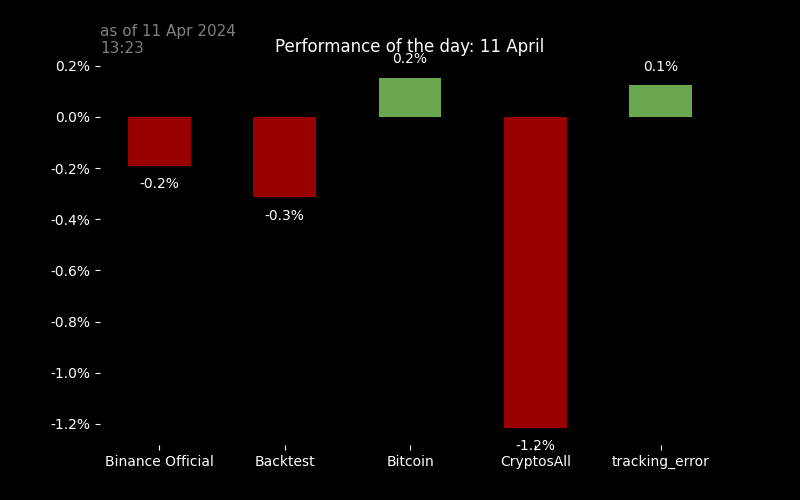 as of 11 Apr 2024
13:23
Performance of the day: 11 April
0.2%
0.0%
-0.2%
-0.4%
-0.6%
-0.8%
-1.0%
-1.2%
-0.2%
-0.3%
0.2%
-1.2%
0.1%
Binance Official
Backtest
Bitcoin
CryptosAll
tracking_error